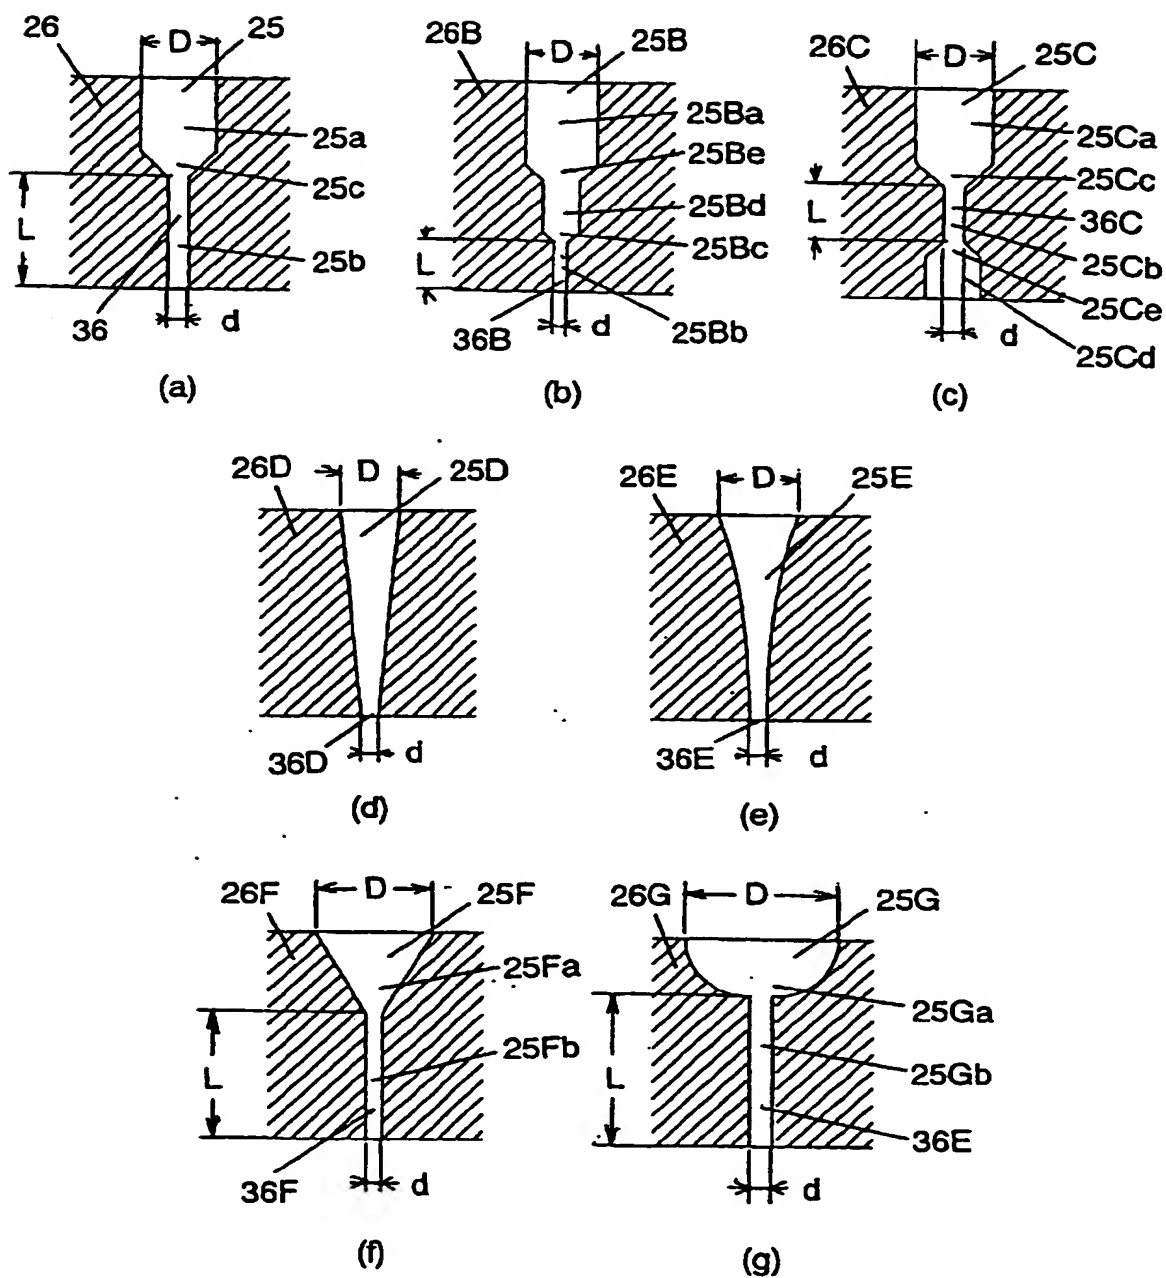 26 D 25
25a
25c
L
25b
36 d
(a)
26B D 25B
25Ba
25Be
25Bd
25Bc
L
36B d 25Bb
(b)
26C D 25C
25Ca
25Cc
L 36C
25Cb
25Ce
d 25Cd
(c)
26D D 25D
36D d
(d)
26E D 25E
36E d
(e)
26F D 25F
25Fa
L 25Fb
36F d
(f)
26G D 25G
25Ga
L 25Gb
36E
d
(g)